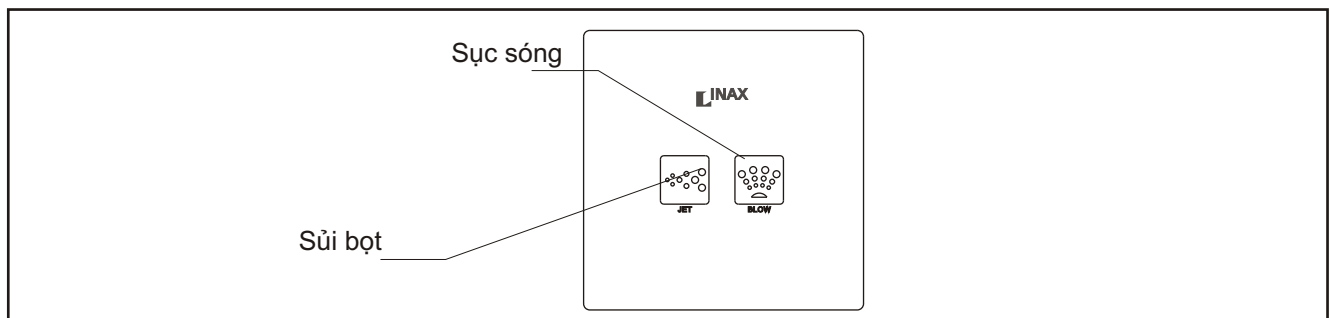 Sục sóng
INAX
JET
BLOW
Sủi bọt